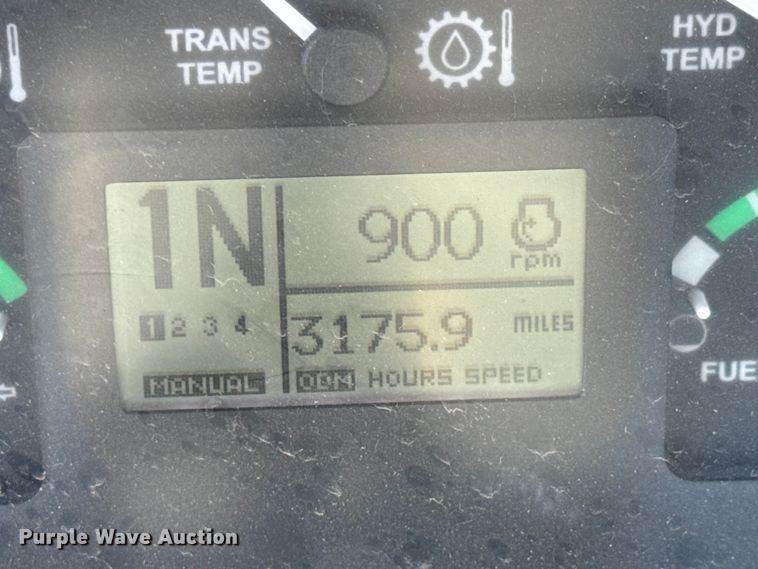 TRANS
TEMP
HYD
TEMP
1N
900
rpm
1 2 3 4
3175.9 MILES
MANUAL
ODM HOURS SPEED
Purple Wave Auction